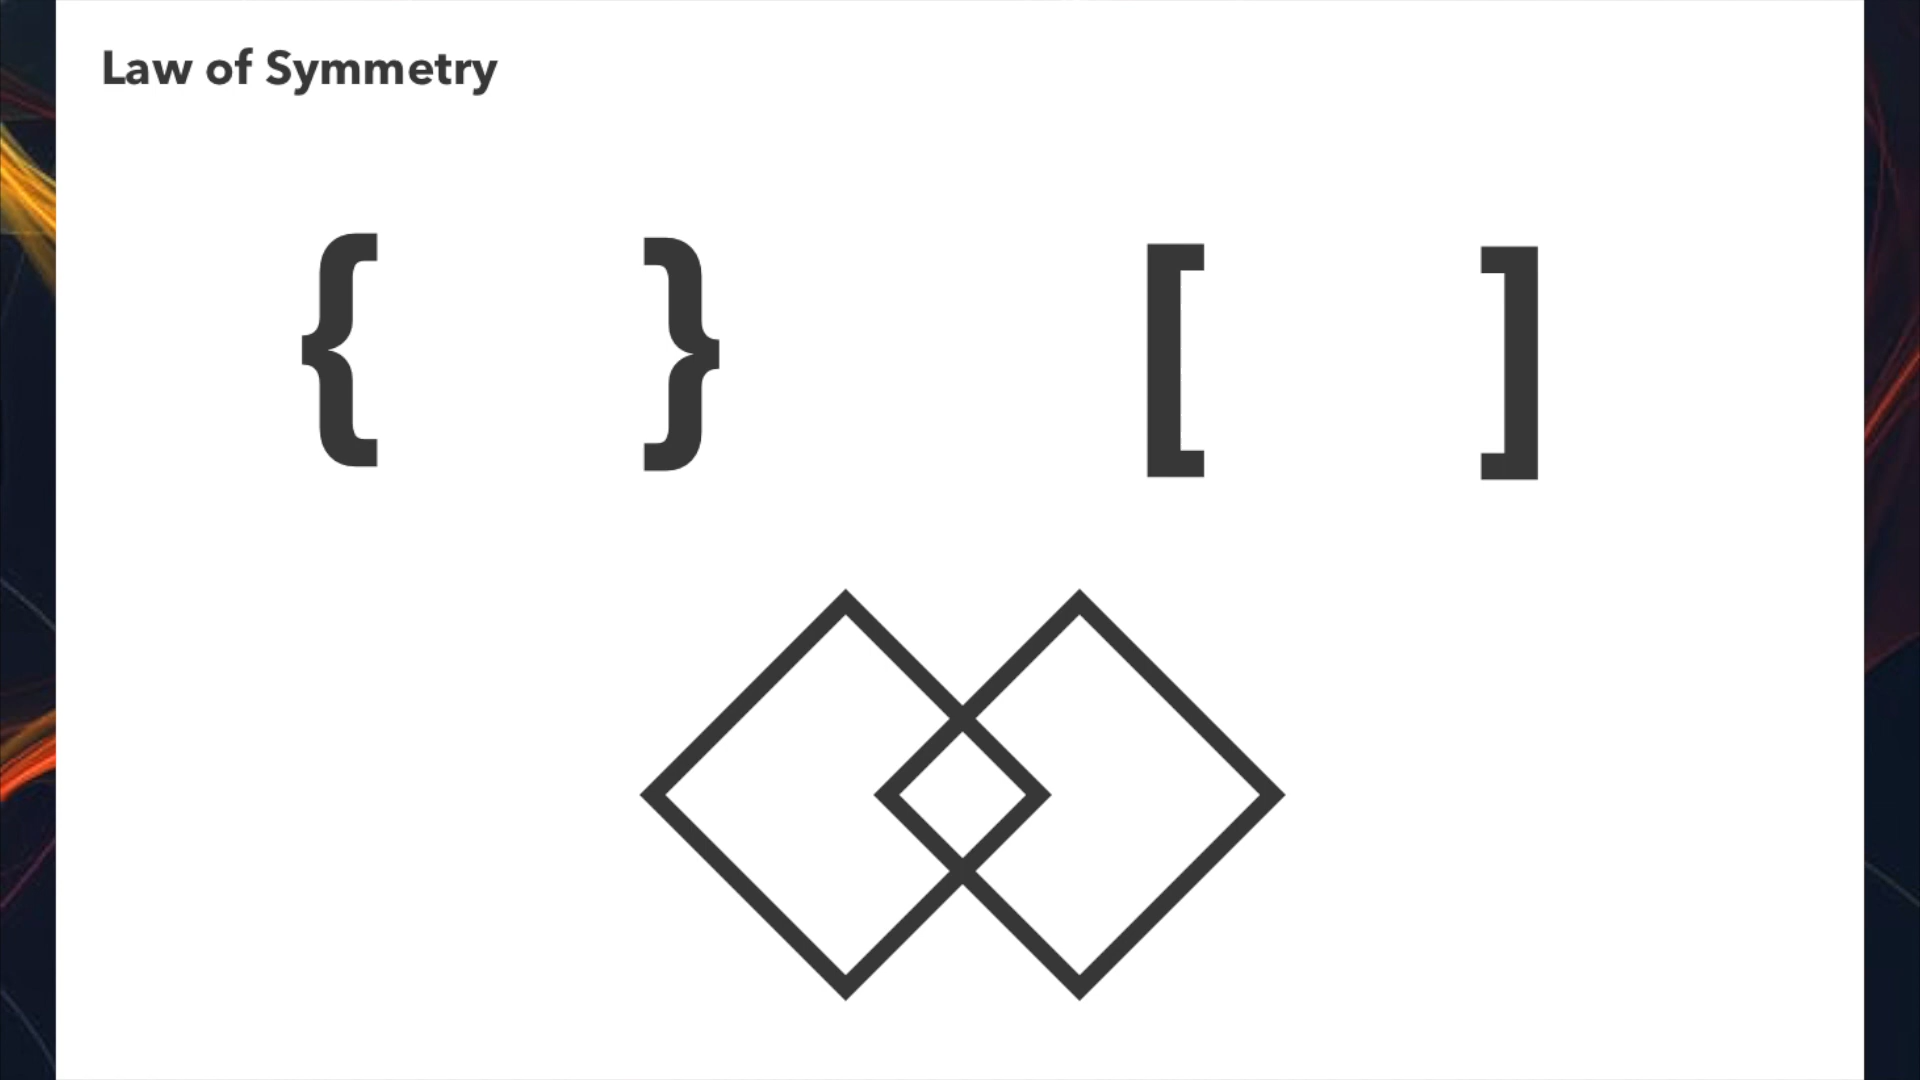 Law of Symmetry
{ } [ ]